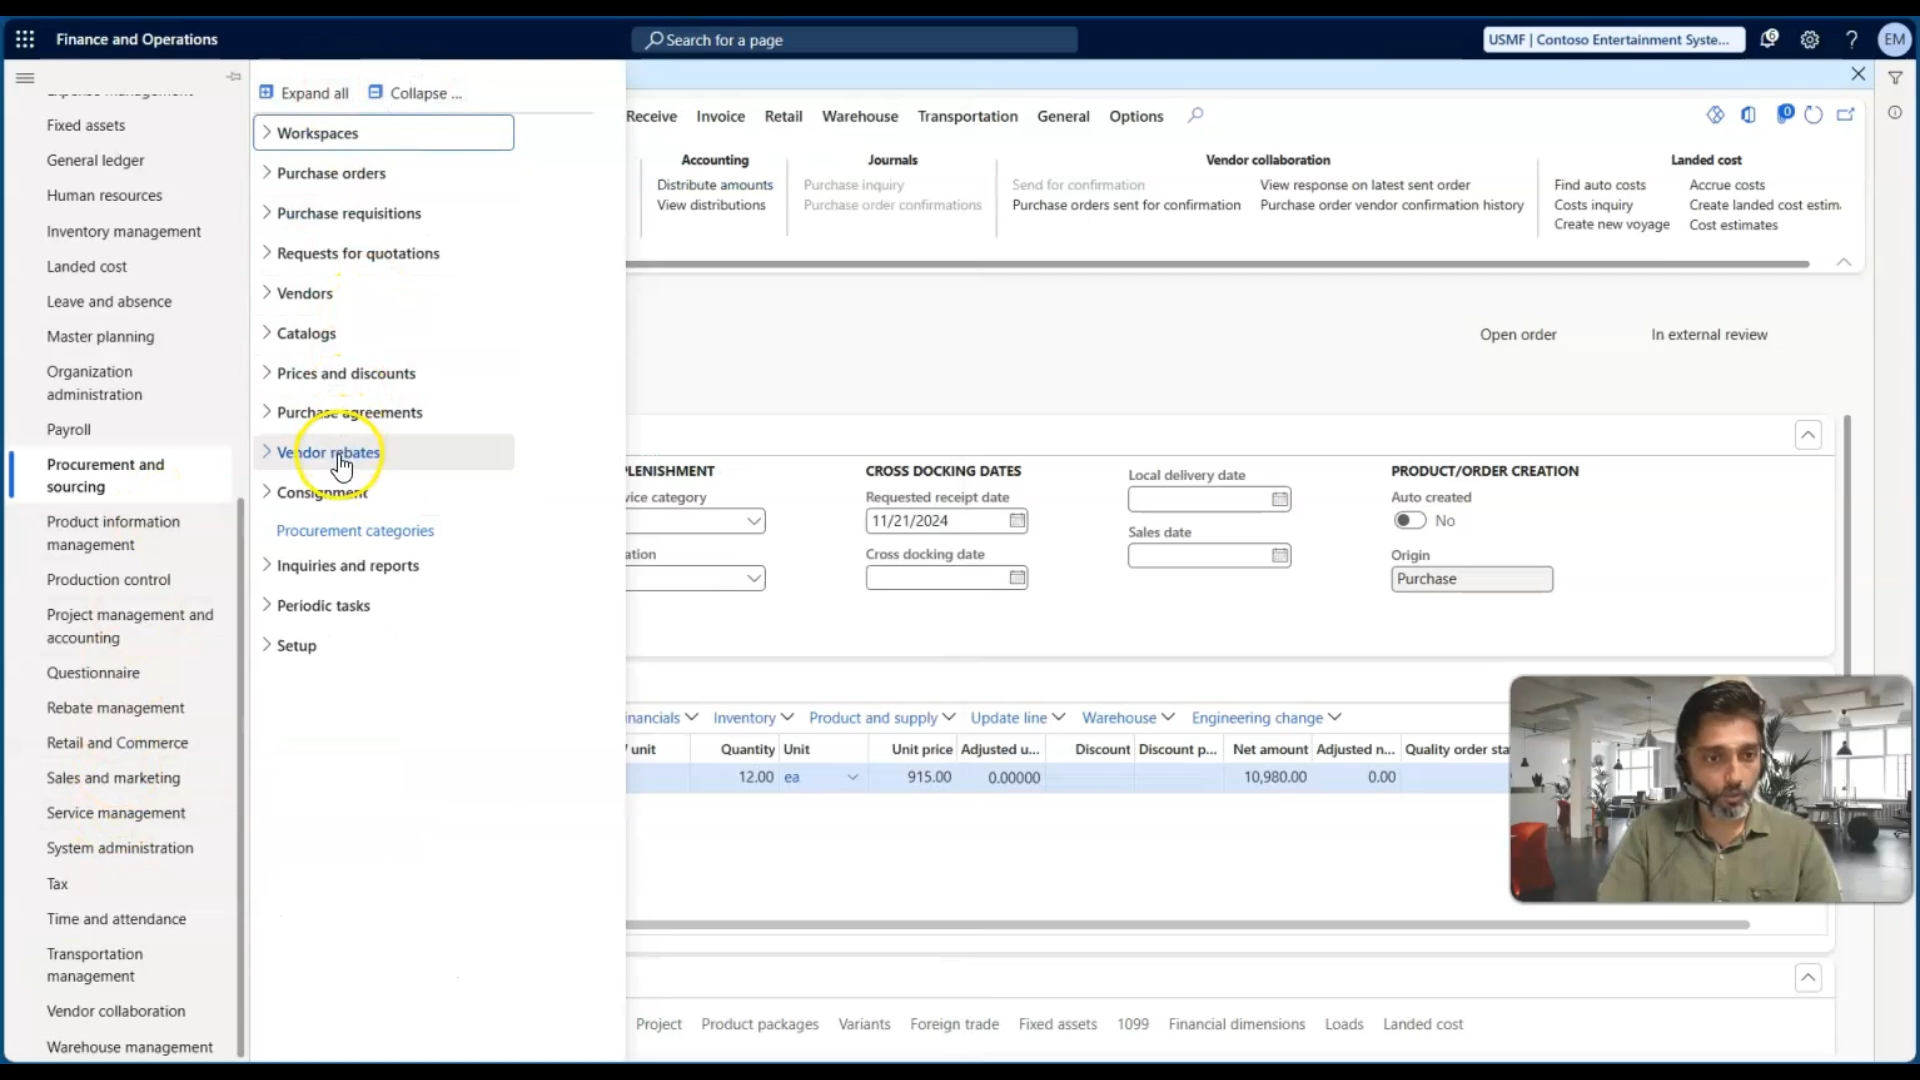 Finance and Operations
Search for a page
USMF | Contoso Entertainment Syste...
6
EM
Expand all
Collapse ...
Fixed assets
General ledger
Human resources
Inventory management
Landed cost
Leave and absence
Master planning
Organization
administration
Payroll
Procurement and
sourcing
Product information
management
Production control
Project management and
accounting
Questionnaire
Rebate management
Retail and Commerce
Sales and marketing
Service management
System administration
Tax
Time and attendance
Transportation
management
Vendor collaboration
Warehouse management
Workspaces
Purchase orders
Purchase requisitions
Requests for quotations
Vendors
Catalogs
Prices and discounts
Purchase agreements
Vendor rebates
Consignment
Procurement categories
Inquiries and reports
Periodic tasks
Setup
Receive Invoice Retail Warehouse Transportation General Options
0
Accounting
Distribute amounts
View distributions
Journals
Purchase inquiry
Purchase order confirmations
Vendor collaboration
Send for confirmation
Purchase orders sent for confirmation
View response on latest sent order
Purchase order vendor confirmation history
Landed cost
Find auto costs
Costs inquiry
Create new voyage
Accrue costs
Create landed cost estim
Cost estimates
Open order
In external review
PLENISHMENT
vice category
ation
CROSS DOCKING DATES
Requested receipt date
11/21/2024
Cross docking date
Local delivery date
Sales date
PRODUCT/ORDER CREATION
Auto created
No
Origin
Purchase
inancials Inventory Product and supply Update line Warehouse Engineering change
unit Quantity Unit Unit price Adjusted u... Discount Discount p... Net amount Adjusted n... Quality order sta
12.00 ea 915.00 0.00000 10,980.00 0.00
Project Product packages Variants Foreign trade Fixed assets 1099 Financial dimensions Loads Landed cost